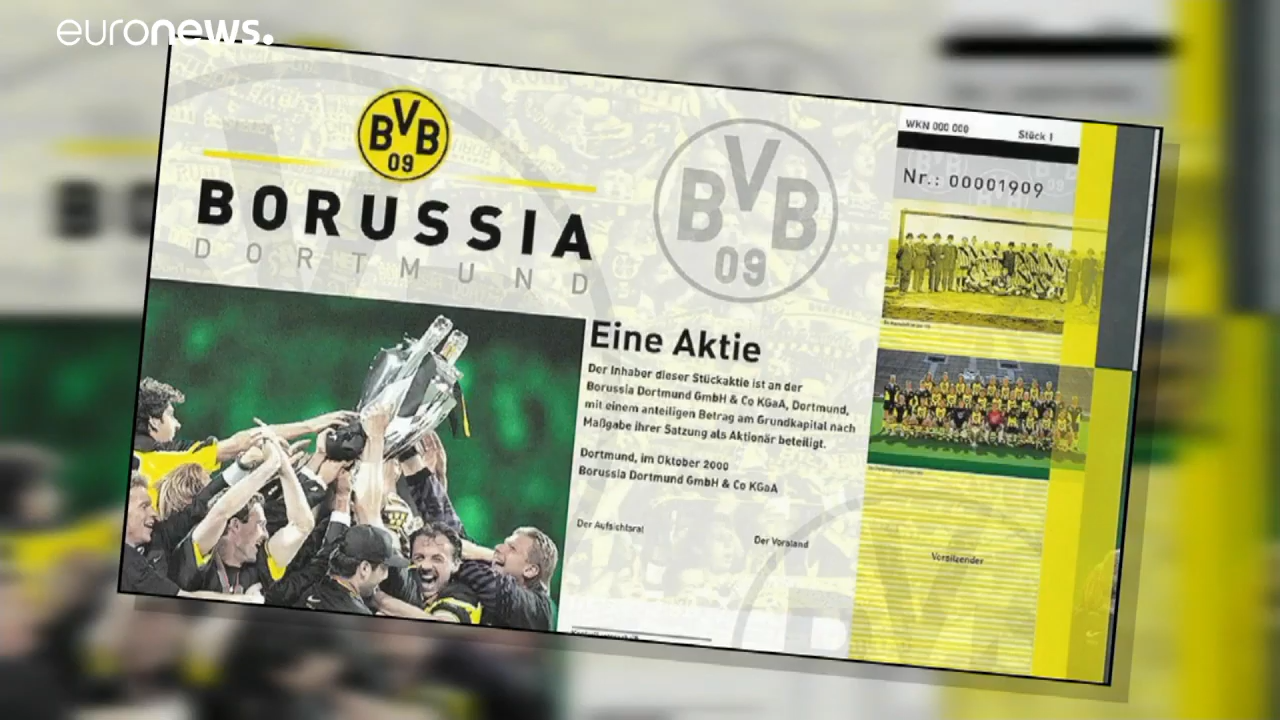 euronews.
BVB
09
BORUSSIA
DORTMUND
BVB
09
Eine Aktie
Der Inhaber dieser Stückaktie ist an der
Borussia Dortmund GmbH & Co KGaA, Dortmund,
mit einem anteiligen Betrag am Grundkapital nach
Maßgabe ihrer Satzung als Aktionär beteiligt.
Dortmund, im Oktober 2000
Borussia Dortmund GmbH & Co KGaA
Der Aufsichtsrat
Der Vorstand
WKN 000 000
Stück 1
Nr.: 00001909
Vorsitzender
BVB